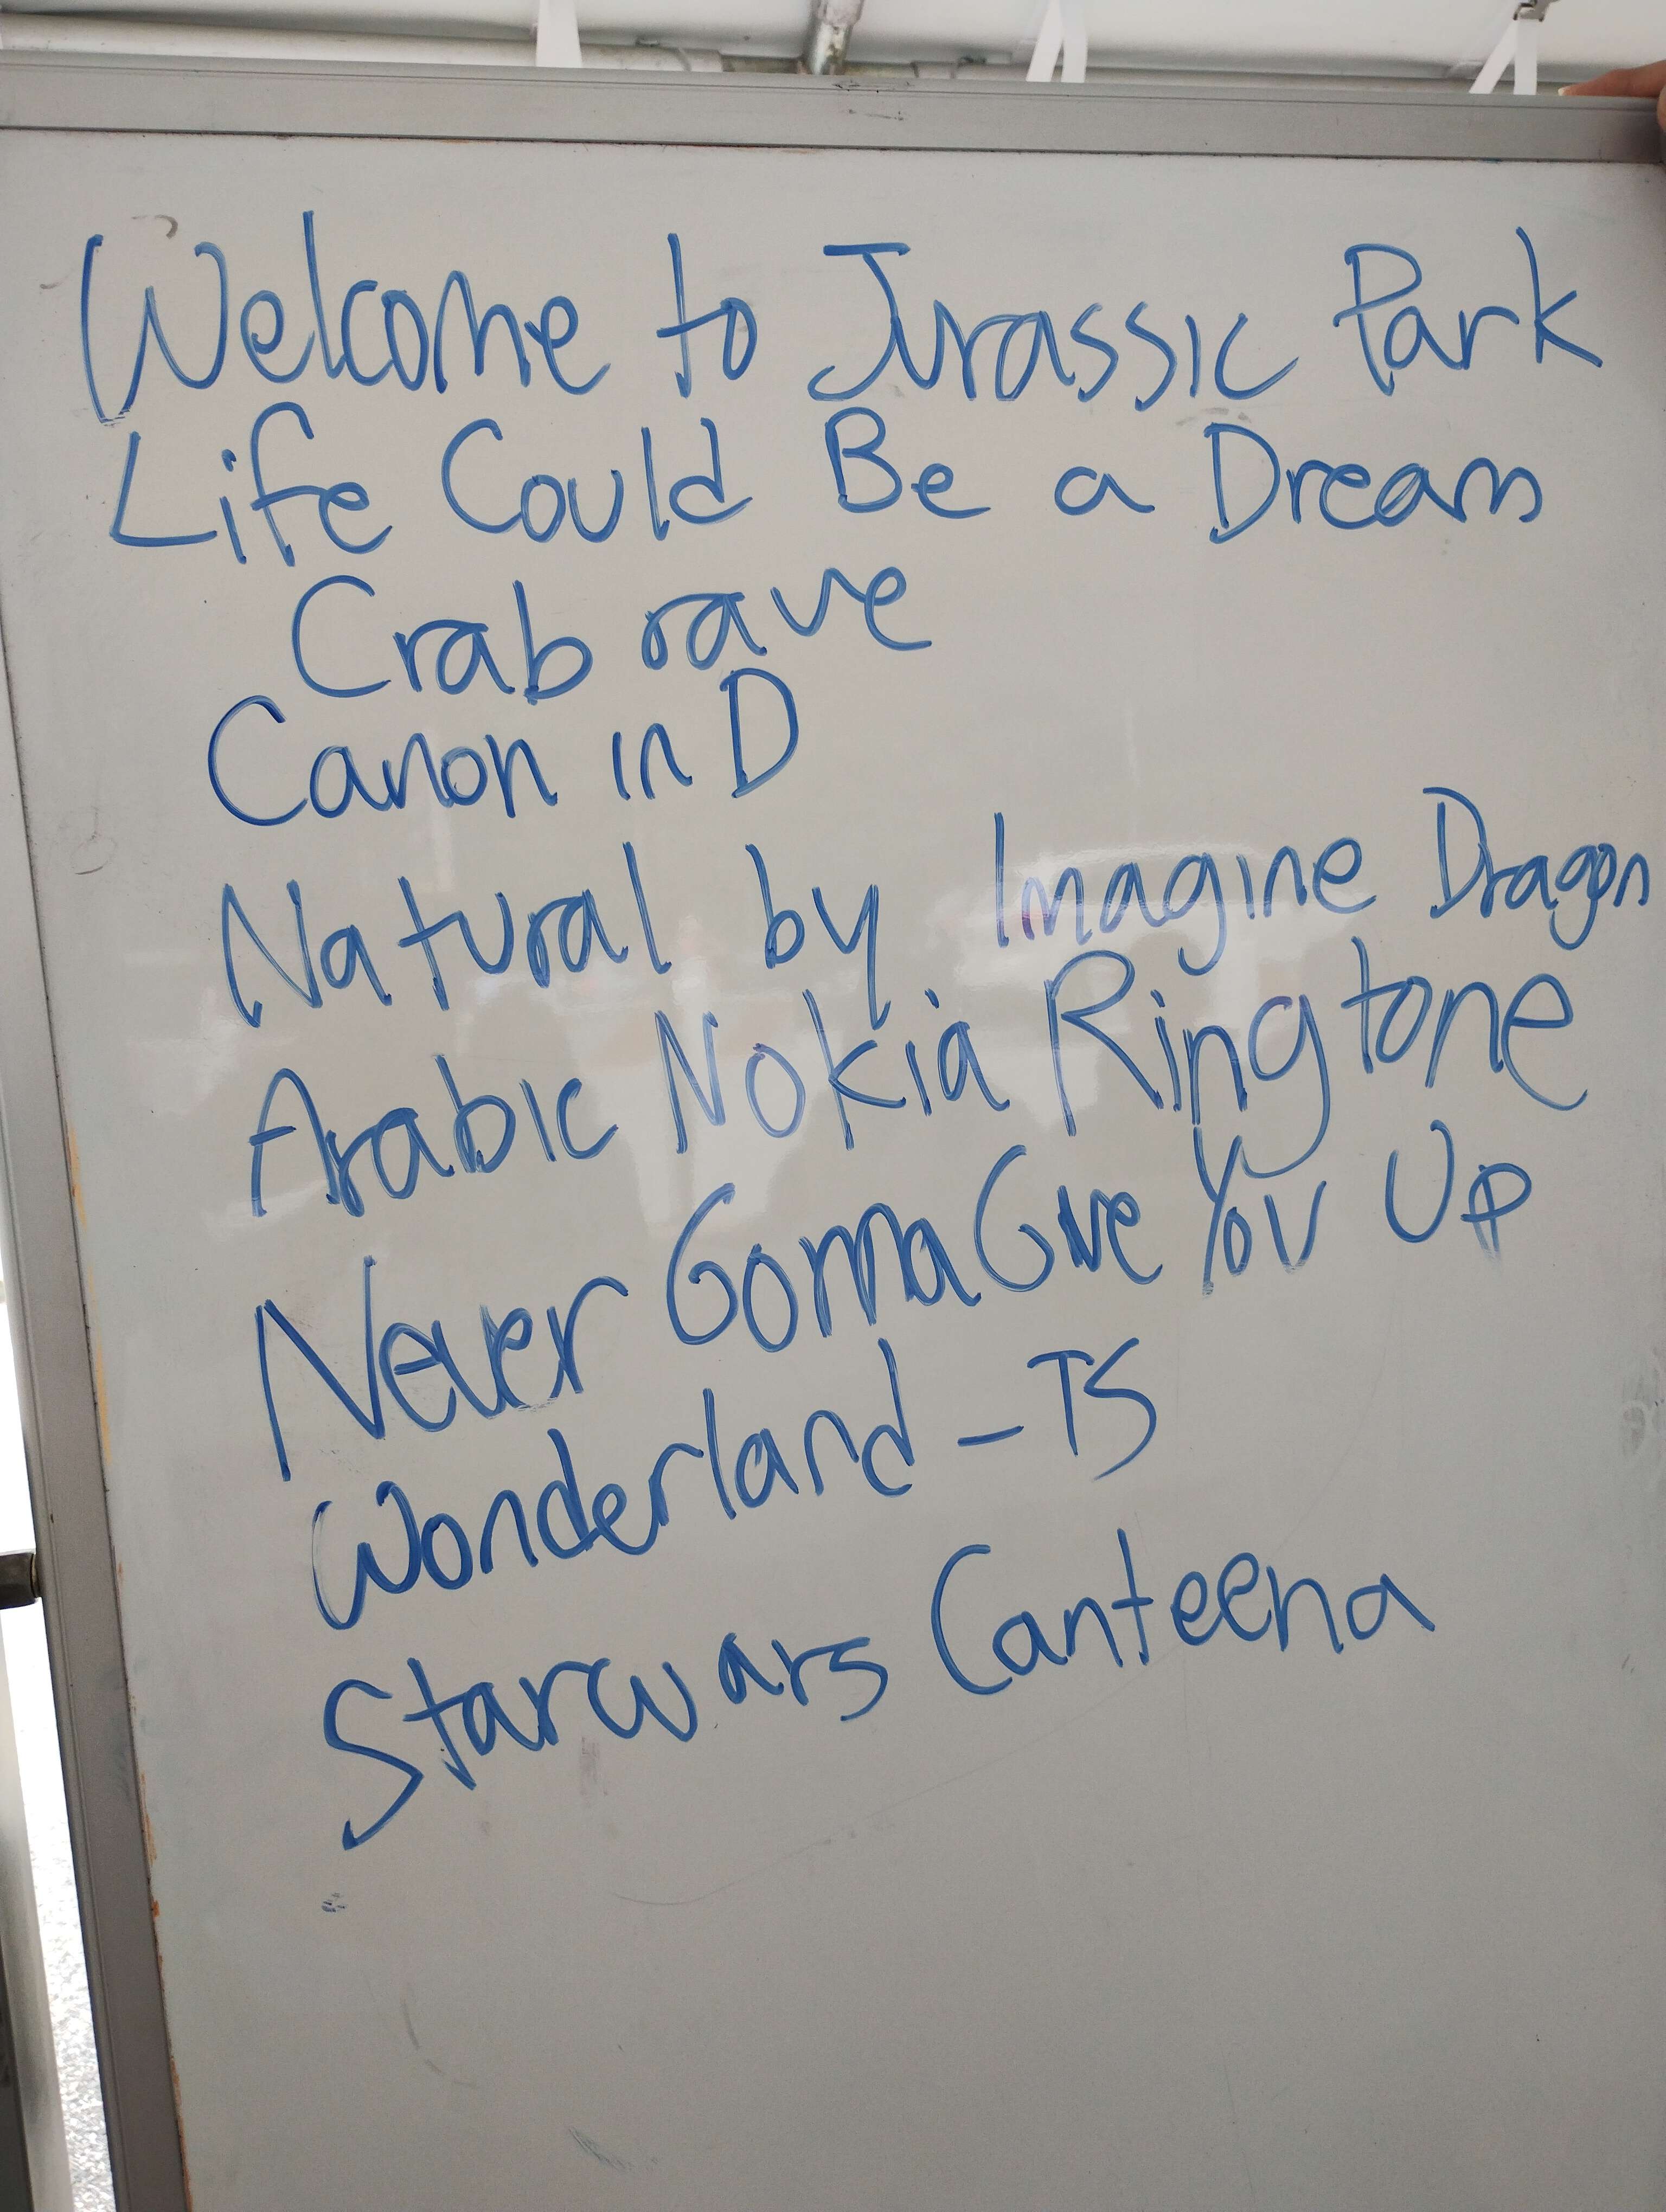 Welcome to Jurassic Park
Life Could Be a Dream
Crab rave
Canon in D
Natural by Imagine Dragon
Arabic Nokia Ringtone
Never Gonna Give You Up
Wonderland - TS
Starwars Canteena